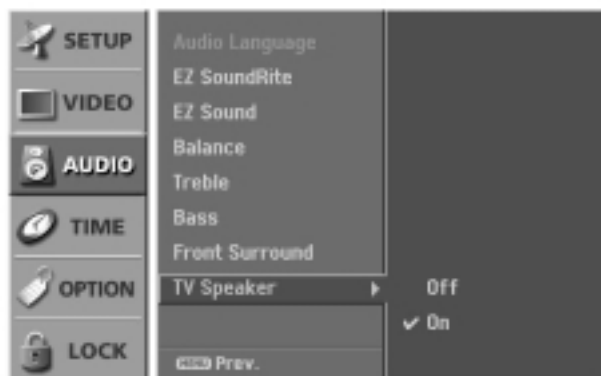 SETUP
VIDEO
AUDIO
TIME
OPTION
LOCK
Audio Language
EZ SoundRite
EZ Sound
Balance
Treble
Bass
Front Surround
TV Speaker
Off
On
MENU Prev.